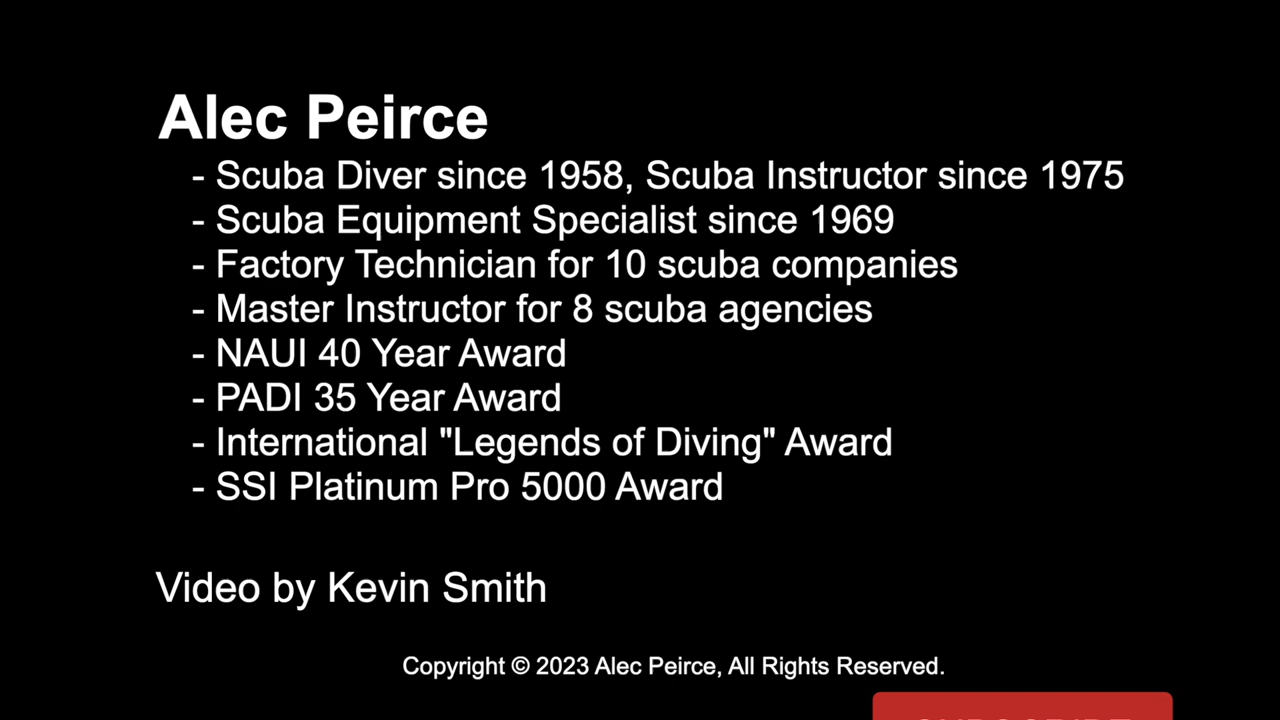 Alec Peirce
- Scuba Diver since 1958, Scuba Instructor since 1975
- Scuba Equipment Specialist since 1969
- Factory Technician for 10 scuba companies
- Master Instructor for 8 scuba agencies
- NAUI 40 Year Award
- PADI 35 Year Award
- International "Legends of Diving" Award
- SSI Platinum Pro 5000 Award
Video by Kevin Smith
Copyright © 2023 Alec Peirce, All Rights Reserved.